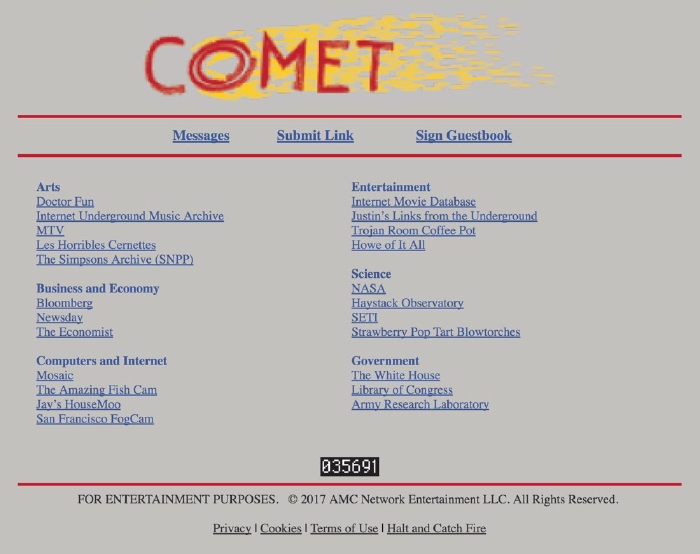 COMET
Messages Submit Link Sign Guestbook
Arts
Doctor Fun
Internet Underground Music Archive
MTV
Les Horribles Cernettes
The Simpsons Archive (SNPP)
Business and Economy
Bloomberg
Newsday
The Economist
Computers and Internet
Mosaic
The Amazing Fish Cam
Jay's HouseMoo
San Francisco FogCam
Entertainment
Internet Movie Database
Justin's Links from the Underground
Trojan Room Coffee Pot
Howe of It All
Science
NASA
Haystack Observatory
SETI
Strawberry Pop Tart Blowtorches
Government
The White House
Library of Congress
Army Research Laboratory
035691
FOR ENTERTAINMENT PURPOSES. © 2017 AMC Network Entertainment LLC. All Rights Reserved.
Privacy | Cookies | Terms of Use | Halt and Catch Fire